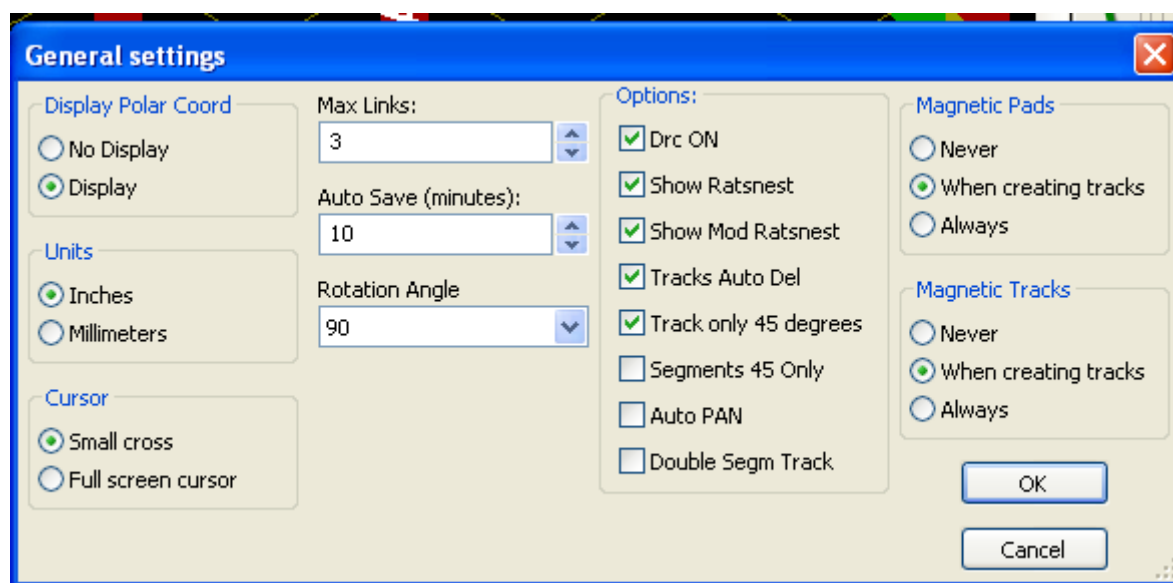 General settings
Display Polar Coord
No Display
Display
Units
Inches
Millimeters
Cursor
Small cross
Full screen cursor
Max Links:
3
Auto Save (minutes):
10
Rotation Angle
90
Options:
Drc ON
Show Ratsnest
Show Mod Ratsnest
Tracks Auto Del
Track only 45 degrees
Segments 45 Only
Auto PAN
Double Segm Track
Magnetic Pads
Never
When creating tracks
Always
Magnetic Tracks
Never
When creating tracks
Always
OK
Cancel